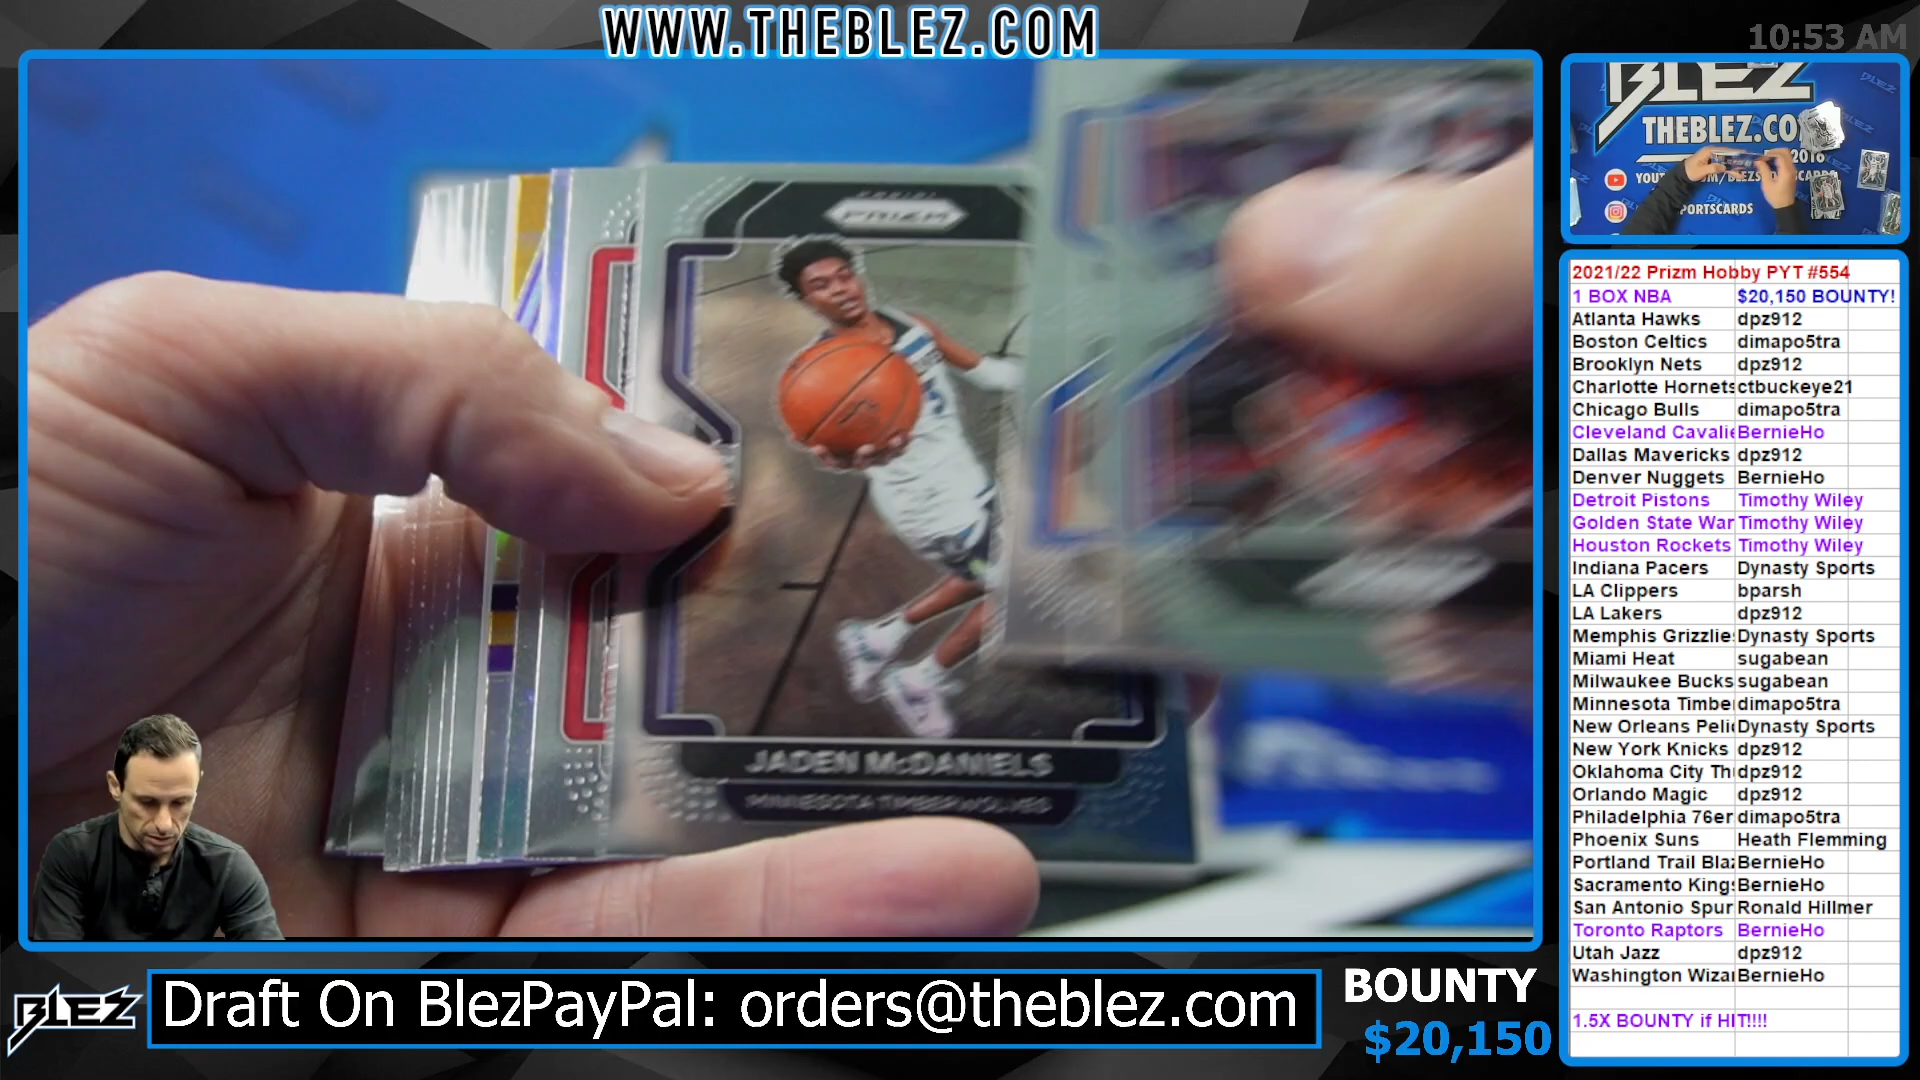 WWW.THEBLEZ.COM
10:53 AM
BLEZ
THEBLEZ.CO
2016
PORTSCARDS
PRIZM
JADEN McDANIELS
MINNESOTA TIMBERWOLVES
2021/22 Prizm Hobby PYT #554
1 BOX NBA $20,150 BOUNTY!
Atlanta Hawks dpz912
Boston Celtics dimapo5tra
Brooklyn Nets dpz912
Charlotte Hornets ctbuckeye21
Chicago Bulls dimapo5tra
Cleveland Cavalie BernieHo
Dallas Mavericks dpz912
Denver Nuggets BernieHo
Detroit Pistons Timothy Wiley
Golden State War Timothy Wiley
Houston Rockets Timothy Wiley
Indiana Pacers Dynasty Sports
LA Clippers bparsh
LA Lakers dpz912
Memphis Grizzlie Dynasty Sports
Miami Heat sugabean
Milwaukee Bucks sugabean
Minnesota Timbe dimapo5tra
New Orleans Peli Dynasty Sports
New York Knicks dpz912
Oklahoma City Th dpz912
Orlando Magic dpz912
Philadelphia 76er dimapo5tra
Phoenix Suns Heath Flemming
Portland Trail Bla BernieHo
Sacramento King BernieHo
San Antonio Spur Ronald Hillmer
Toronto Raptors BernieHo
Utah Jazz dpz912
Washington Wiza BernieHo
1.5X BOUNTY if HIT!!!!
BLEZ
Draft On BlezPayPal: orders@theblez.com
BOUNTY
$20,150